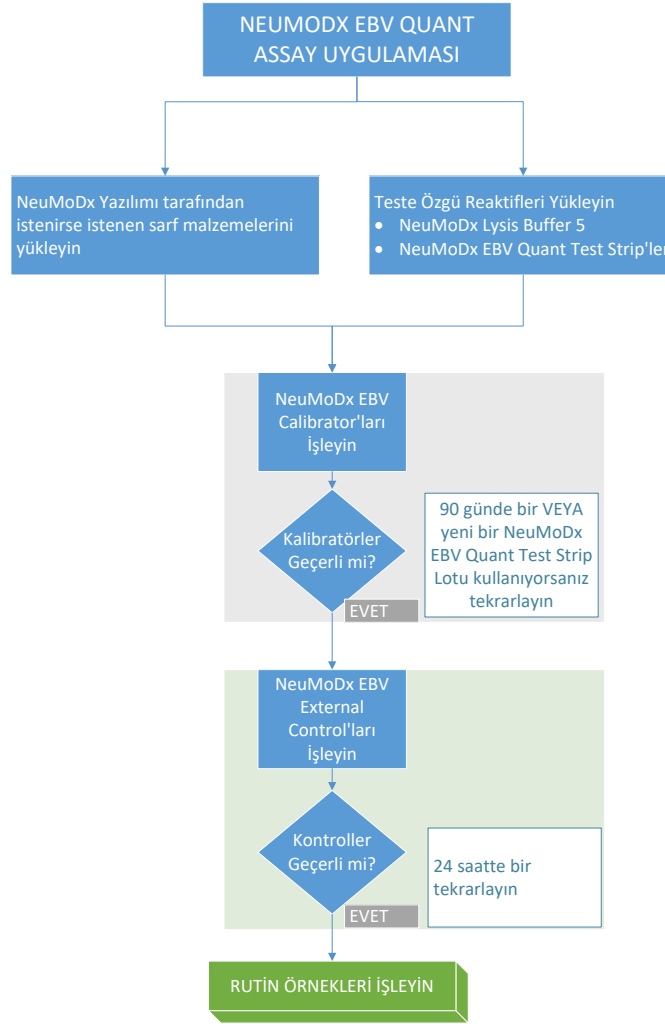 NEUMODX EBV QUANT
ASSAY UYGULAMASI
NeuMoDx Yazılımı tarafından
istenirse istenen sarf malzemelerini
yükleyin
Teste Özgü Reaktifleri Yükleyin
• NeuMoDx Lysis Buffer 5
• NeuMoDx EBV Quant Test Strip'ler
NeuMoDx EBV
Calibrator'ları
İşleyin
Kalibratörler
Geçerli mi?
90 günde bir VEYA
yeni bir NeuMoDx
EBV Quant Test Strip
Lotu kullanıyorsanız
tekrarlayın
EVET
NeuMoDx EBV
External
Control'ları
İşleyin
Kontroller
Geçerli mi?
24 saatte bir
tekrarlayın
EVET
RUTİN ÖRNEKLERİ İŞLEYİN